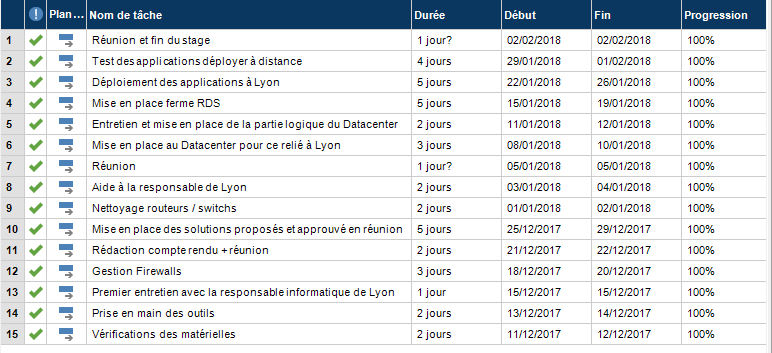 Plan ... Nom de tâche Durée Début Fin Progression
1 Réunion et fin du stage 1 jour? 02/02/2018 02/02/2018 100%
2 Test des applications déployer à distance 4 jours 29/01/2018 01/02/2018 100%
3 Déploiement des applications à Lyon 5 jours 22/01/2018 26/01/2018 100%
4 Mise en place ferme RDS 5 jours 15/01/2018 19/01/2018 100%
5 Entretien et mise en place de la partie logique du Datacenter 2 jours 11/01/2018 12/01/2018 100%
6 Mise en place au Datacenter pour ce relié à Lyon 3 jours 08/01/2018 10/01/2018 100%
7 Réunion 1 jour? 05/01/2018 05/01/2018 100%
8 Aide à la responsable de Lyon 2 jours 03/01/2018 04/01/2018 100%
9 Nettoyage routeurs / switchs 2 jours 01/01/2018 02/01/2018 100%
10 Mise en place des solutions proposés et approuvé en réunion 5 jours 25/12/2017 29/12/2017 100%
11 Rédaction compte rendu + réunion 2 jours 21/12/2017 22/12/2017 100%
12 Gestion Firewalls 3 jours 18/12/2017 20/12/2017 100%
13 Premier entretien avec la responsable informatique de Lyon 1 jour 15/12/2017 15/12/2017 100%
14 Prise en main des outils 2 jours 13/12/2017 14/12/2017 100%
15 Vérifications des matérielles 2 jours 11/12/2017 12/12/2017 100%